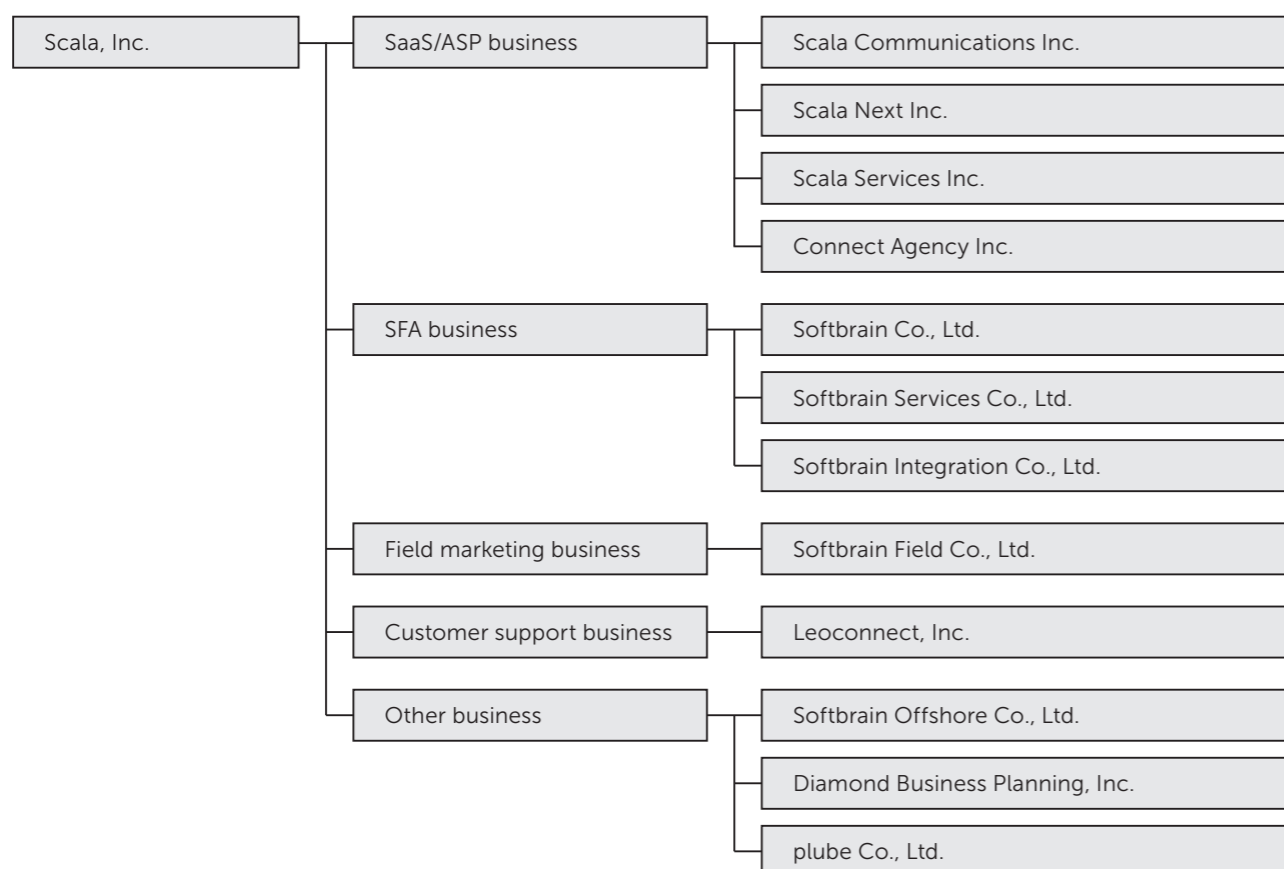 Scala, Inc.
SaaS/ASP business
Scala Communications Inc.
Scala Next Inc.
Scala Services Inc.
Connect Agency Inc.
SFA business
Softbrain Co., Ltd.
Softbrain Services Co., Ltd.
Softbrain Integration Co., Ltd.
Field marketing business
Softbrain Field Co., Ltd.
Customer support business
Leoconnect, Inc.
Other business
Softbrain Offshore Co., Ltd.
Diamond Business Planning, Inc.
plube Co., Ltd.